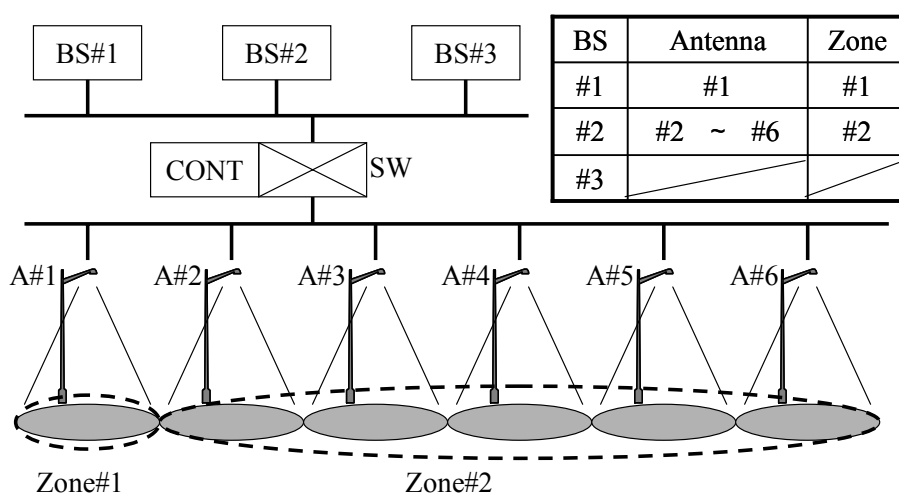 BS#1
BS#2
BS#3
BS Antenna Zone
#1 #1 #1
#2 #2 ~ #6 #2
#3
CONT
SW
A#1
A#2
A#3
A#4
A#5
A#6
Zone#1
Zone#2